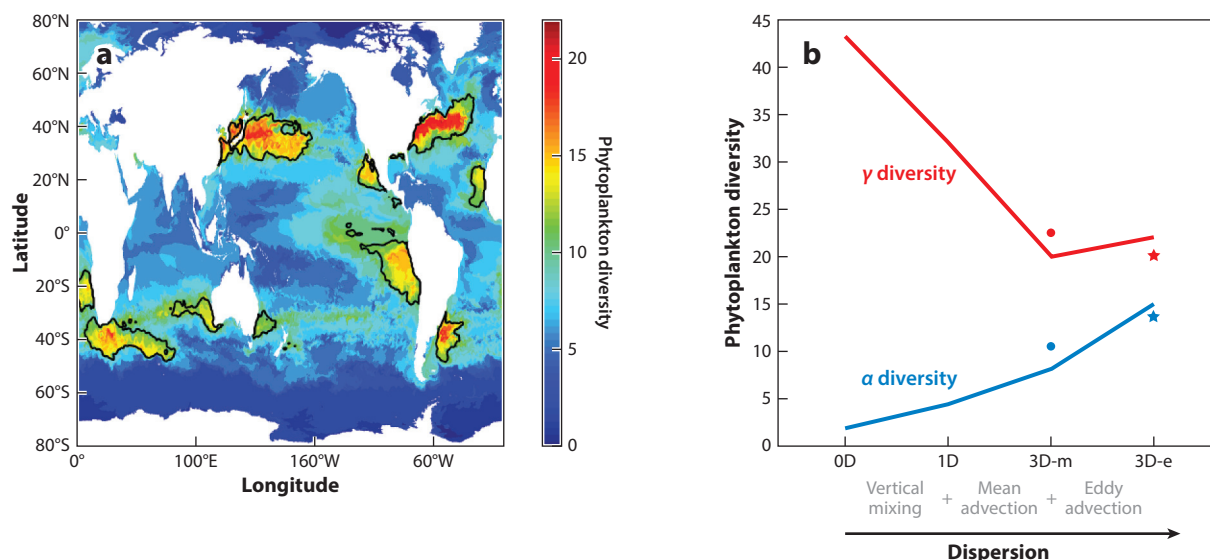 a
80°N
60°N
40°N
20°N
0°
20°S
40°S
60°S
80°S
Latitude
0°
100°E
160°W
60°W
Longitude
20
15
10
5
0
Phytoplankton diversity
b
45
40
35
30
25
20
15
10
5
0
Phytoplankton diversity
γ diversity
α diversity
0D
1D
3D-m
3D-e
Vertical mixing + Mean advection + Eddy advection
Dispersion